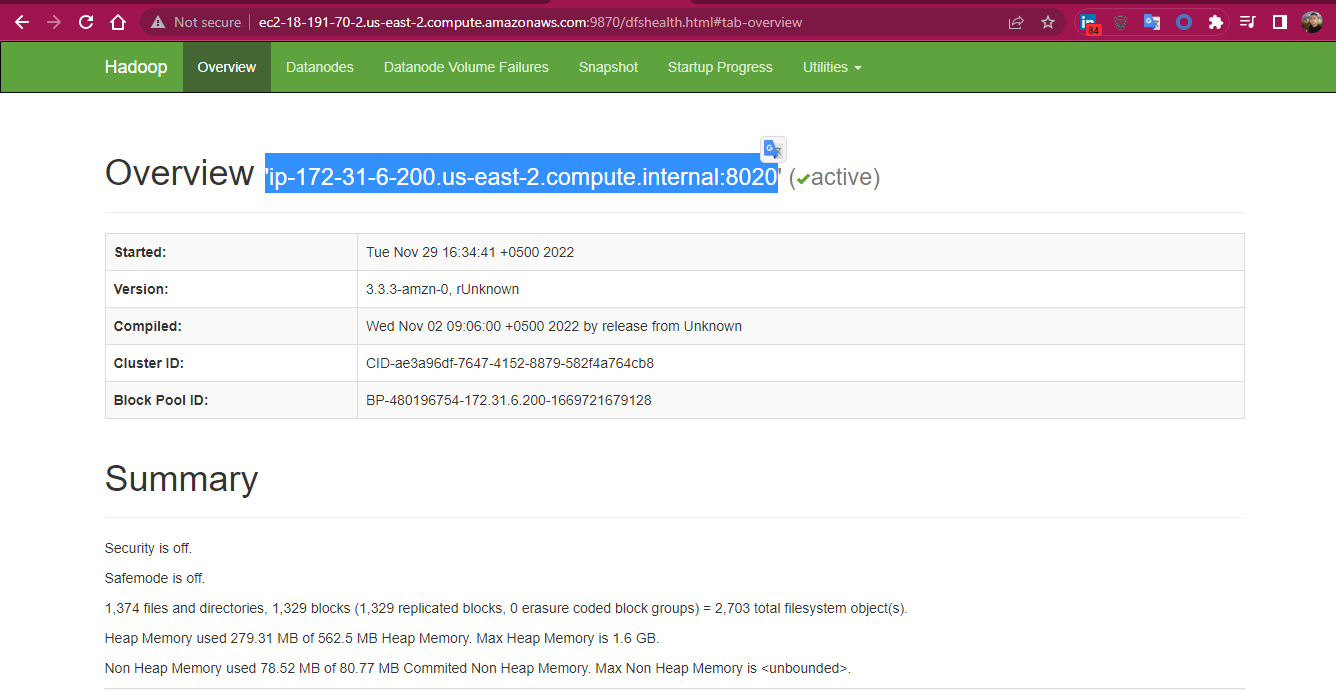 Not secure | ec2-18-191-70-2.us-east-2.compute.amazonaws.com:9870/dfshealth.html#tab-overview
84
Hadoop Overview Datanodes Datanode Volume Failures Snapshot Startup Progress Utilities
Overview 'ip-172-31-6-200.us-east-2.compute.internal:8020' (✔active)
Started: Tue Nov 29 16:34:41 +0500 2022
Version: 3.3.3-amzn-0, rUnknown
Compiled: Wed Nov 02 09:06:00 +0500 2022 by release from Unknown
Cluster ID: CID-ae3a96df-7647-4152-8879-582f4a764cb8
Block Pool ID: BP-480196754-172.31.6.200-1669721679128
Summary
Security is off.
Safemode is off.
1,374 files and directories, 1,329 blocks (1,329 replicated blocks, 0 erasure coded block groups) = 2,703 total filesystem object(s).
Heap Memory used 279.31 MB of 562.5 MB Heap Memory. Max Heap Memory is 1.6 GB.
Non Heap Memory used 78.52 MB of 80.77 MB Commited Non Heap Memory. Max Non Heap Memory is <unbounded>.